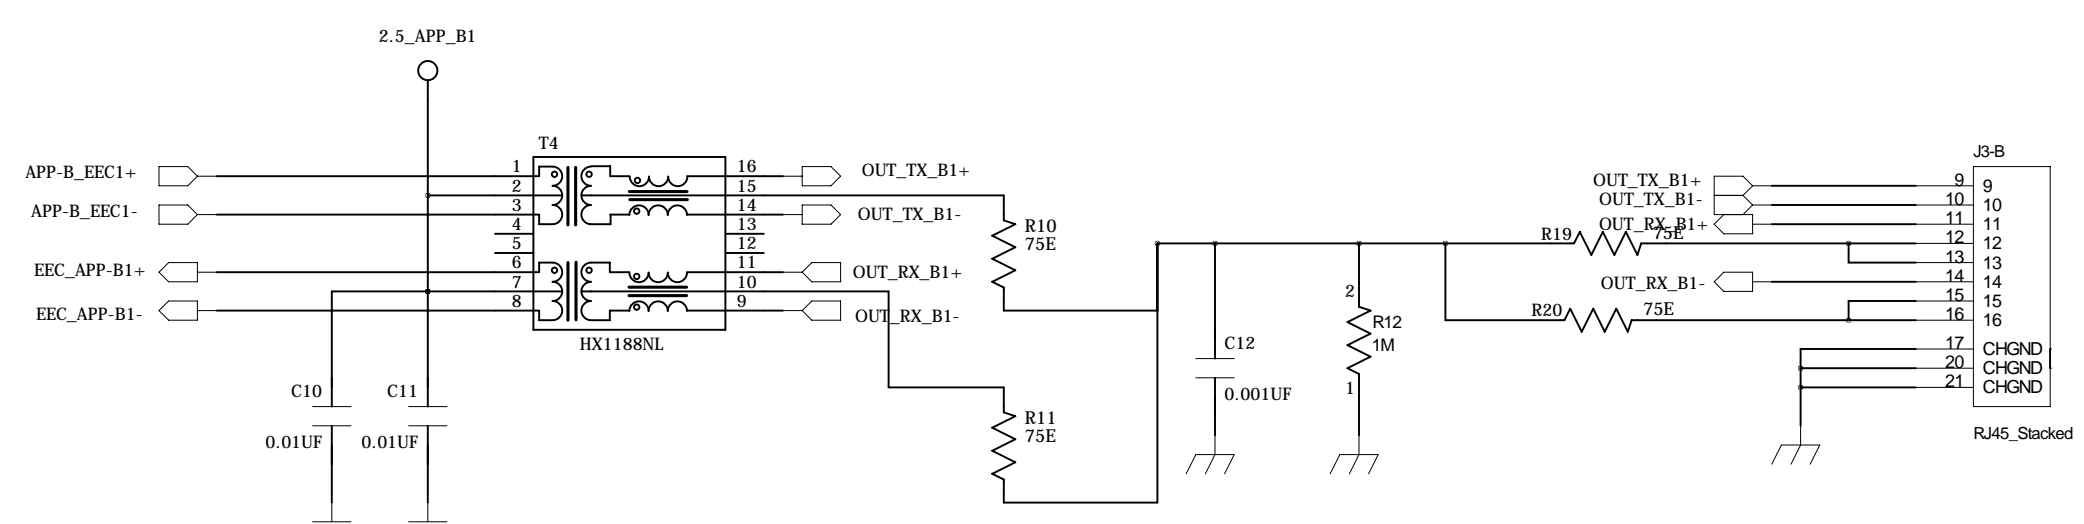 2.5_APP_B1
T4
APP-B_EEC1+
APP-B_EEC1-
EEC_APP-B1+
EEC_APP-B1-
1
2
3
4
5
6
7
8
16
15
14
13
12
11
10
9
HX1188NL
OUT_TX_B1+
OUT_TX_B1-
OUT_RX_B1+
OUT_RX_B1-
C10
0.01UF
C11
0.01UF
R10
75E
R11
75E
C12
0.001UF
2
R12
1M
1
R19
75E
R20
75E
OUT_TX_B1+
OUT_TX_B1-
OUT_RX_B1+
OUT_RX_B1-
J3-B
9 9
10 10
11 11
12 12
13 13
14 14
15 15
16 16
17 CHGND
20 CHGND
21 CHGND
RJ45_Stacked